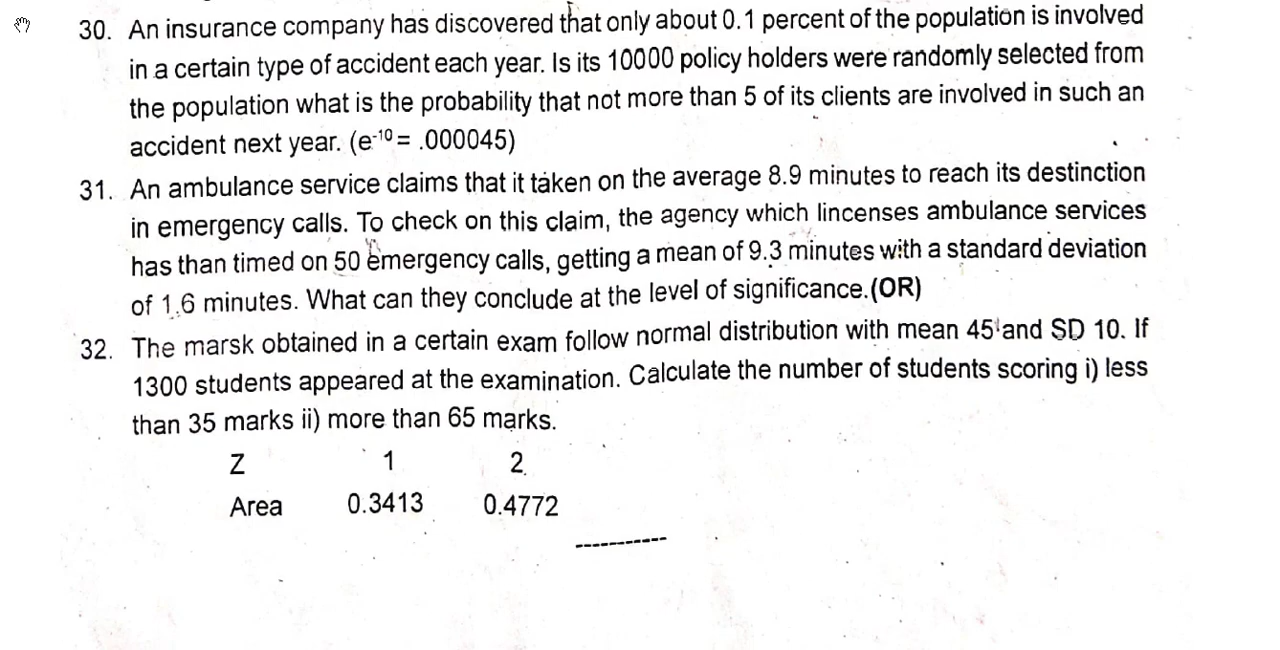 30. An insurance company has discovered that only about 0.1 percent of the population is involved
in a certain type of accident each year. Is its 10000 policy holders were randomly selected from
the population what is the probability that not more than 5 of its clients are involved in such an
accident next year. (e⁻¹⁰ = .000045)
31. An ambulance service claims that it taken on the average 8.9 minutes to reach its destinction
in emergency calls. To check on this claim, the agency which lincenses ambulance services
has than timed on 50 emergency calls, getting a mean of 9.3 minutes with a standard deviation
of 1.6 minutes. What can they conclude at the level of significance.(OR)
32. The marsk obtained in a certain exam follow normal distribution with mean 45 and SD 10. If
1300 students appeared at the examination. Calculate the number of students scoring i) less
than 35 marks ii) more than 65 marks.
Z 1 2
Area 0.3413 0.4772
-----------